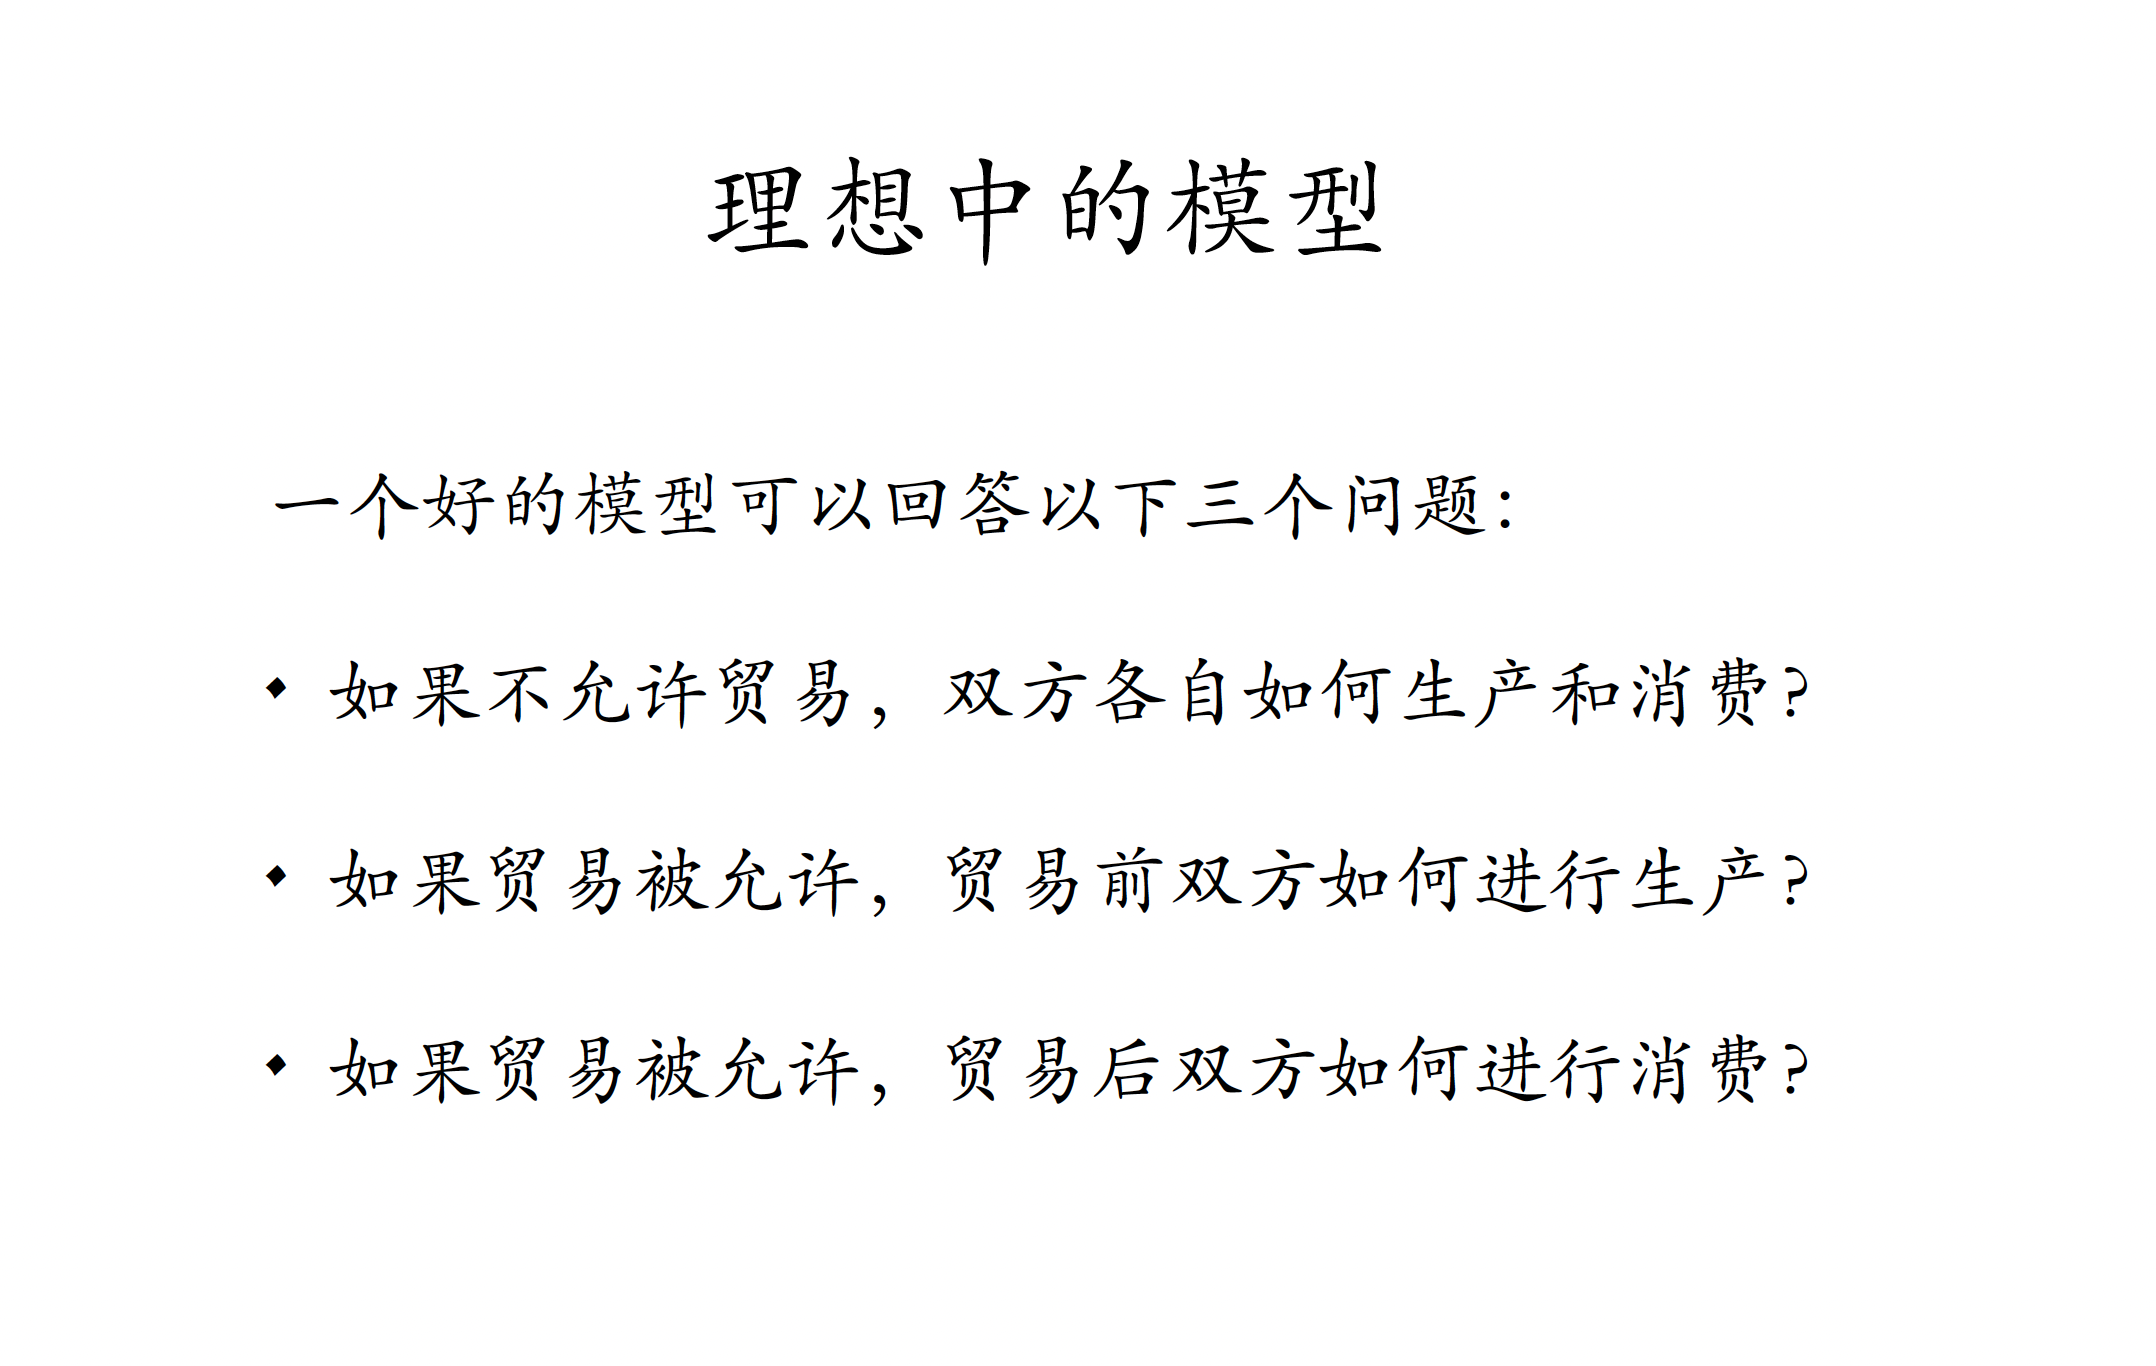 理想中的模型
一个好的模型可以回答以下三个问题：
• 如果不允许贸易，双方各自如何生产和消费？
• 如果贸易被允许，贸易前双方如何进行生产？
• 如果贸易被允许，贸易后双方如何进行消费？